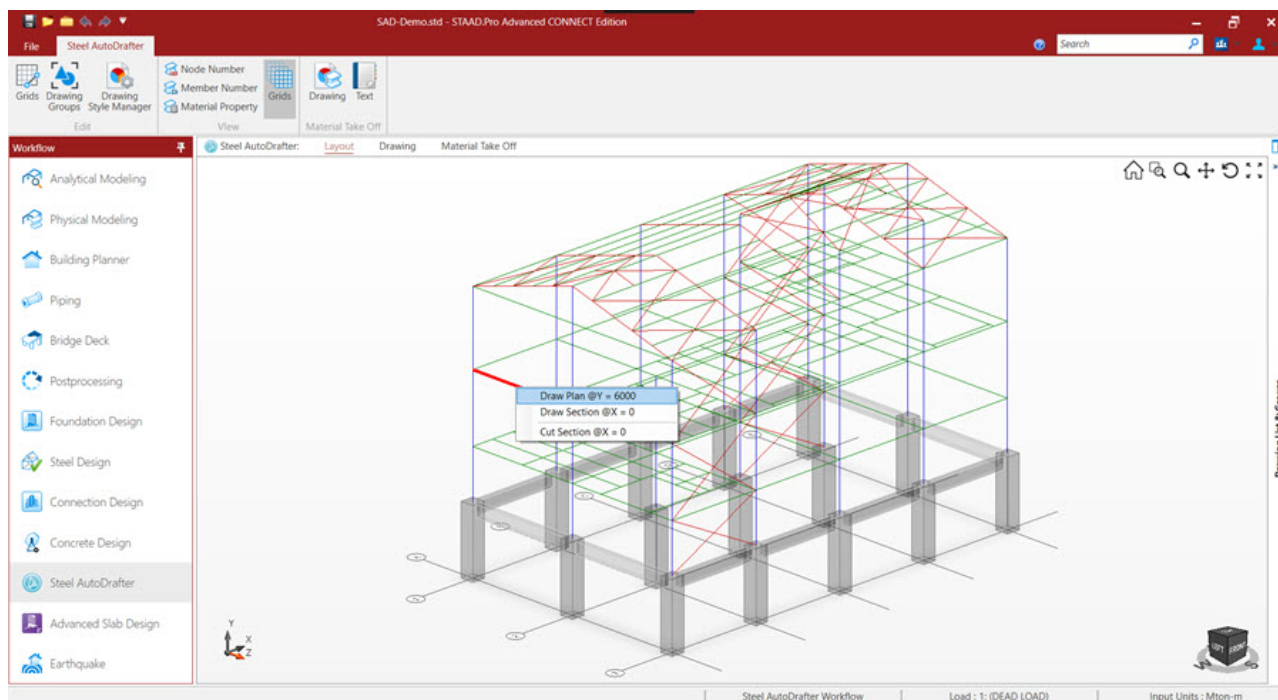 SAD-Demo.std - STAAD.Pro Advanced CONNECT Edition
File
Steel AutoDrafter
Search
Grids
Drawing Groups
Drawing Style Manager
Node Number
Member Number
Material Property
Grids
Drawing
Text
Edit
View
Material Take Off
Workflow
Steel AutoDrafter:
Layout
Drawing
Material Take Off
Analytical Modeling
Physical Modeling
Building Planner
Piping
Bridge Deck
Postprocessing
Foundation Design
Steel Design
Connection Design
Concrete Design
Steel AutoDrafter
Advanced Slab Design
Earthquake
Draw Plan @Y = 6000
Draw Section @X = 0
Cut Section @X = 0
Y
X
Z
LEFT
FRONT
Steel AutoDrafter Workflow
Load : 1: (DEAD LOAD)
Input Units : Mton-m